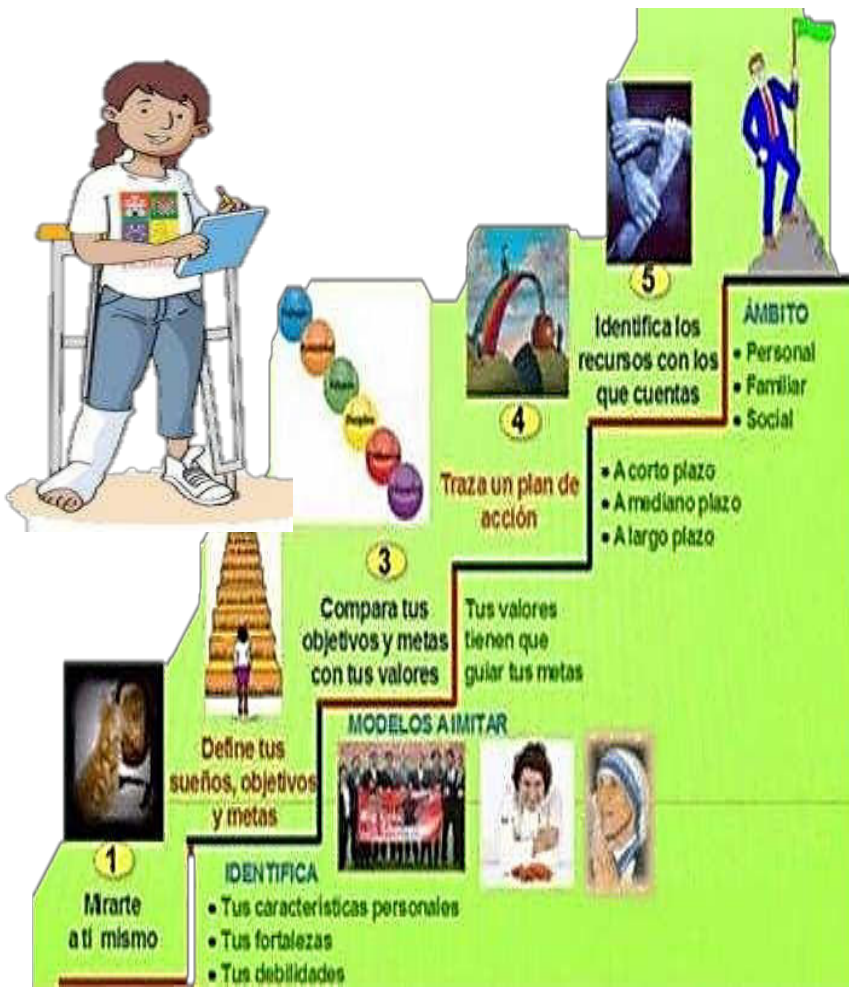 5
Identifica los
recursos con los
que cuentas
ÁMBITO
• Personal
• Familiar
• Social
4
Traza un plan de
acción
• A corto plazo
• A mediano plazo
• A largo plazo
3
Compara tus
objetivos y metas
con tus valores
Tus valores
tienen que
guiar tus metas
Define tus
sueños, objetivos
y metas
MODELOS A IMITAR
1
Mirarte
a ti mismo
IDENTIFICA
• Tus características personales
• Tus fortalezas
• Tus debilidades